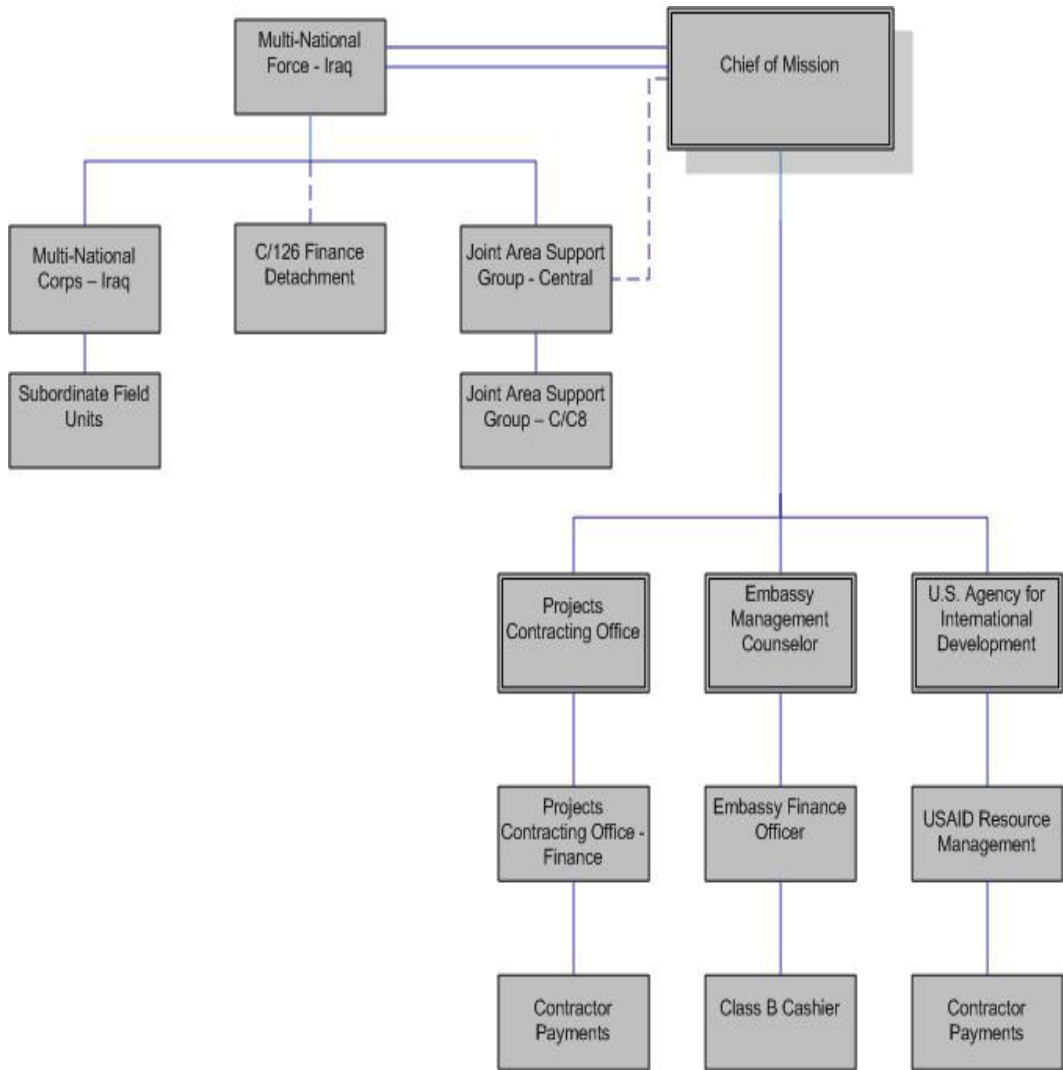 Multi-National
Force - Iraq
Chief of Mission
Multi-National
Corps – Iraq
C/126 Finance
Detachment
Joint Area Support
Group - Central
Subordinate Field
Units
Joint Area Support
Group – C/C8
Projects
Contracting Office
Embassy
Management
Counselor
U.S. Agency for
International
Development
Projects
Contracting Office -
Finance
Embassy Finance
Officer
USAID Resource
Management
Contractor
Payments
Class B Cashier
Contractor
Payments